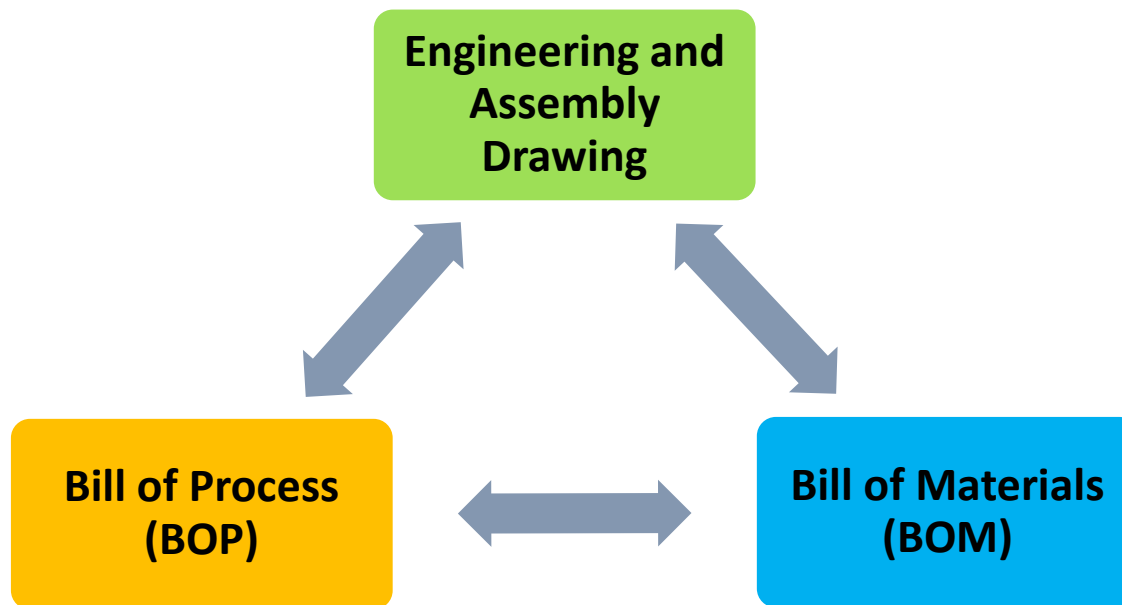 Engineering and
Assembly
Drawing
Bill of Process
(BOP)
Bill of Materials
(BOM)